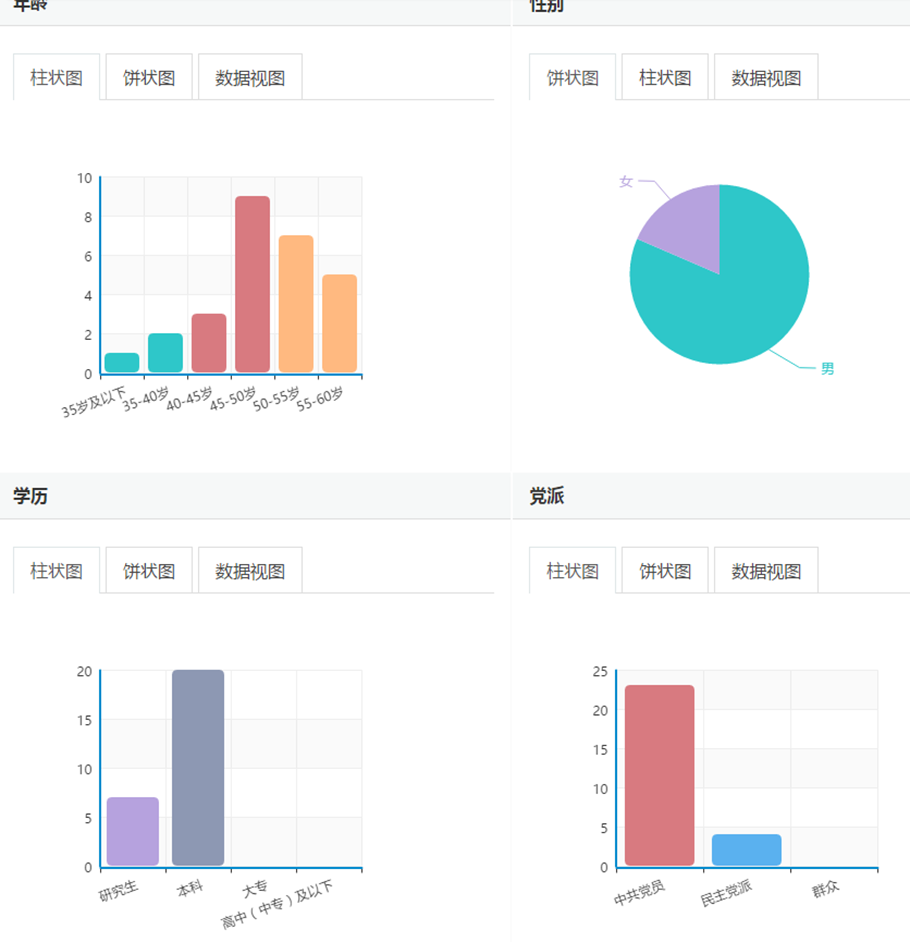 年龄
柱状图 饼状图 数据视图
10
8
6
4
2
0
35岁及以下 35-40岁 40-45岁 45-50岁 50-55岁 55-60岁
性别
饼状图 柱状图 数据视图
女
男
学历
柱状图 饼状图 数据视图
20
15
10
5
0
研究生 本科 大专 高中（中专）及以下
党派
柱状图 饼状图 数据视图
25
20
15
10
5
0
中共党员 民主党派 群众